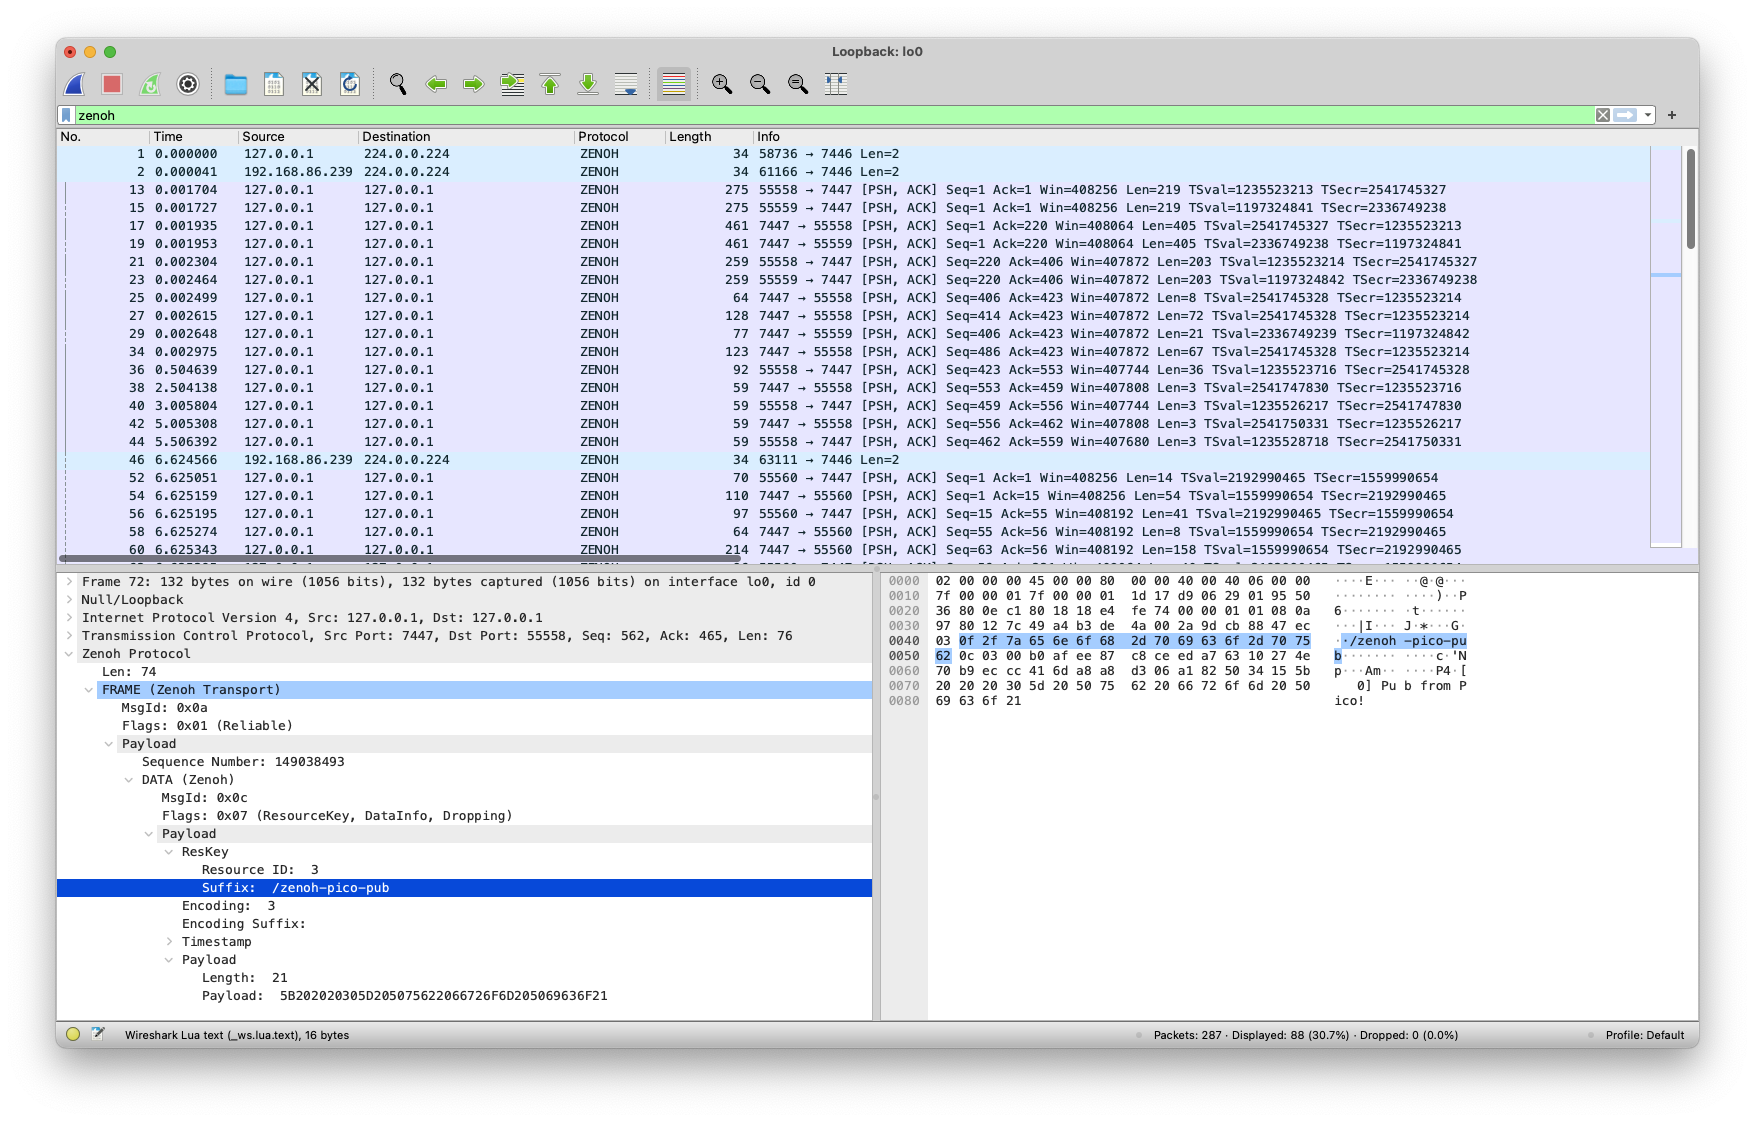 Loopback: lo0
zenoh
No. Time Source Destination Protocol Length Info
1 0.000000 127.0.0.1 224.0.0.224 ZENOH 34 58736 → 7446 Len=2
2 0.000041 192.168.86.239 224.0.0.224 ZENOH 34 61166 → 7446 Len=2
13 0.001704 127.0.0.1 127.0.0.1 ZENOH 275 55558 → 7447 [PSH, ACK] Seq=1 Ack=1 Win=408256 Len=219 TSval=1235523213 TSecr=2541745327
15 0.001727 127.0.0.1 127.0.0.1 ZENOH 275 55559 → 7447 [PSH, ACK] Seq=1 Ack=1 Win=408256 Len=219 TSval=1197324841 TSecr=2336749238
17 0.001935 127.0.0.1 127.0.0.1 ZENOH 461 7447 → 55558 [PSH, ACK] Seq=1 Ack=220 Win=408064 Len=405 TSval=2541745327 TSecr=1235523213
19 0.001953 127.0.0.1 127.0.0.1 ZENOH 461 7447 → 55559 [PSH, ACK] Seq=1 Ack=220 Win=408064 Len=405 TSval=2336749238 TSecr=1197324841
21 0.002304 127.0.0.1 127.0.0.1 ZENOH 259 55558 → 7447 [PSH, ACK] Seq=220 Ack=406 Win=407872 Len=203 TSval=1235523214 TSecr=2541745327
23 0.002464 127.0.0.1 127.0.0.1 ZENOH 259 55559 → 7447 [PSH, ACK] Seq=220 Ack=406 Win=407872 Len=203 TSval=1197324842 TSecr=2336749238
25 0.002499 127.0.0.1 127.0.0.1 ZENOH 64 7447 → 55558 [PSH, ACK] Seq=406 Ack=423 Win=407872 Len=8 TSval=2541745328 TSecr=1235523214
27 0.002615 127.0.0.1 127.0.0.1 ZENOH 128 7447 → 55558 [PSH, ACK] Seq=414 Ack=423 Win=407872 Len=72 TSval=2541745328 TSecr=1235523214
29 0.002648 127.0.0.1 127.0.0.1 ZENOH 77 7447 → 55559 [PSH, ACK] Seq=406 Ack=423 Win=407872 Len=21 TSval=2336749239 TSecr=1197324842
34 0.002975 127.0.0.1 127.0.0.1 ZENOH 123 7447 → 55558 [PSH, ACK] Seq=486 Ack=423 Win=407872 Len=67 TSval=2541745328 TSecr=1235523214
36 0.504639 127.0.0.1 127.0.0.1 ZENOH 92 55558 → 7447 [PSH, ACK] Seq=423 Ack=553 Win=407744 Len=36 TSval=1235523716 TSecr=2541745328
38 2.504138 127.0.0.1 127.0.0.1 ZENOH 59 7447 → 55558 [PSH, ACK] Seq=553 Ack=459 Win=407808 Len=3 TSval=2541747830 TSecr=1235523716
40 3.005804 127.0.0.1 127.0.0.1 ZENOH 59 55558 → 7447 [PSH, ACK] Seq=459 Ack=556 Win=407744 Len=3 TSval=1235526217 TSecr=2541747830
42 5.005308 127.0.0.1 127.0.0.1 ZENOH 59 7447 → 55558 [PSH, ACK] Seq=556 Ack=462 Win=407808 Len=3 TSval=2541750331 TSecr=1235526217
44 5.506392 127.0.0.1 127.0.0.1 ZENOH 59 55558 → 7447 [PSH, ACK] Seq=462 Ack=559 Win=407680 Len=3 TSval=1235528718 TSecr=2541750331
46 6.624566 192.168.86.239 224.0.0.224 ZENOH 34 63111 → 7446 Len=2
52 6.625051 127.0.0.1 127.0.0.1 ZENOH 70 55560 → 7447 [PSH, ACK] Seq=1 Ack=1 Win=408256 Len=14 TSval=2192990465 TSecr=1559990654
54 6.625159 127.0.0.1 127.0.0.1 ZENOH 110 7447 → 55560 [PSH, ACK] Seq=1 Ack=15 Win=408256 Len=54 TSval=1559990654 TSecr=2192990465
56 6.625195 127.0.0.1 127.0.0.1 ZENOH 97 55560 → 7447 [PSH, ACK] Seq=15 Ack=55 Win=408192 Len=41 TSval=2192990465 TSecr=1559990654
58 6.625274 127.0.0.1 127.0.0.1 ZENOH 64 7447 → 55560 [PSH, ACK] Seq=55 Ack=56 Win=408192 Len=8 TSval=1559990654 TSecr=2192990465
60 6.625343 127.0.0.1 127.0.0.1 ZENOH 214 7447 → 55560 [PSH, ACK] Seq=63 Ack=56 Win=408192 Len=158 TSval=1559990654 TSecr=2192990465
Frame 72: 132 bytes on wire (1056 bits), 132 bytes captured (1056 bits) on interface lo0, id 0
Null/Loopback
Internet Protocol Version 4, Src: 127.0.0.1, Dst: 127.0.0.1
Transmission Control Protocol, Src Port: 7447, Dst Port: 55558, Seq: 562, Ack: 465, Len: 76
Zenoh Protocol
Len: 74
FRAME (Zenoh Transport)
MsgId: 0x0a
Flags: 0x01 (Reliable)
Payload
Sequence Number: 149038493
DATA (Zenoh)
MsgId: 0x0c
Flags: 0x07 (ResourceKey, DataInfo, Dropping)
Payload
ResKey
Resource ID: 3
Suffix: /zenoh-pico-pub
Encoding: 3
Encoding Suffix:
Timestamp
Payload
Length: 21
Payload: 5B202020305D205075622066726F6D205069636F21
0000 02 00 00 00 45 00 00 80 00 00 40 00 40 06 00 00 ····E··· ··@·@···
0010 7f 00 00 01 7f 00 00 01 1d 17 d9 06 29 01 95 50 ········ ····)··P
0020 36 80 0e c1 80 18 18 e4 fe 74 00 00 01 01 08 0a 6······· ·t······
0030 97 80 12 7c 49 a4 b3 de 4a 00 2a 9d cb 88 47 ec ···|I··· J·*···G·
0040 03 0f 2f 7a 65 6e 6f 68 2d 70 69 63 6f 2d 70 75 ··/zenoh -pico-pu
0050 62 0c 03 00 b0 af ee 87 c8 ce ed a7 63 10 27 4e b······· ····c·'N
0060 70 b9 ec cc 41 6d a8 a8 d3 06 a1 82 50 34 15 5b p···Am·· ····P4·[
0070 20 20 20 30 5d 20 50 75 62 20 66 72 6f 6d 20 50 0] Pu b from P
0080 69 63 6f 21 ico!
Wireshark Lua text (_ws.lua.text), 16 bytes
Packets: 287 · Displayed: 88 (30.7%) · Dropped: 0 (0.0%)
Profile: Default